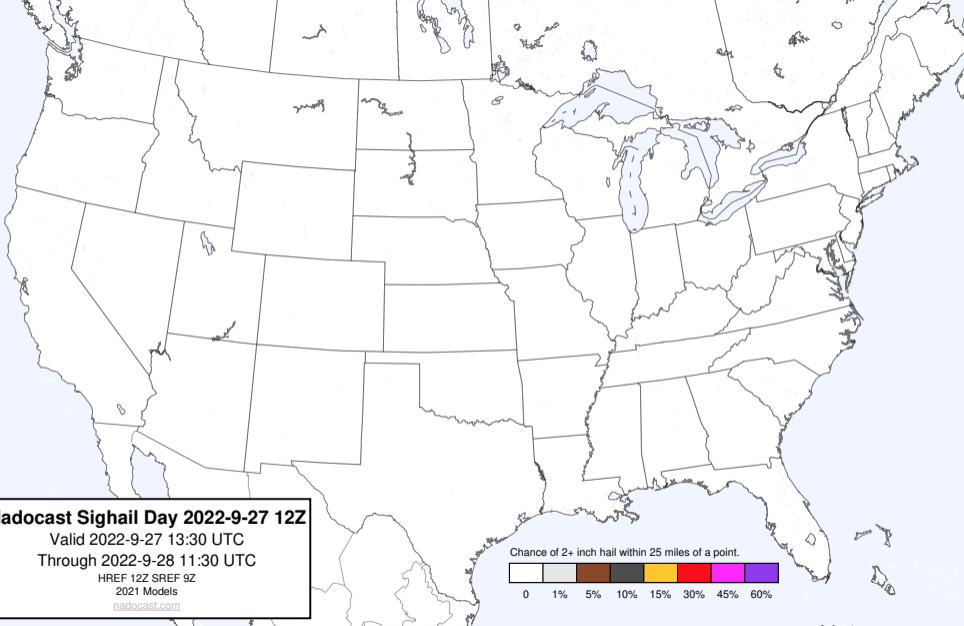 adocast Sighail Day 2022-9-27 12Z
Valid 2022-9-27 13:30 UTC
Through 2022-9-28 11:30 UTC
HREF 12Z SREF 9Z
2021 Models
nadocast.com
Chance of 2+ inch hail within 25 miles of a point.
0 1% 5% 10% 15% 30% 45% 60%